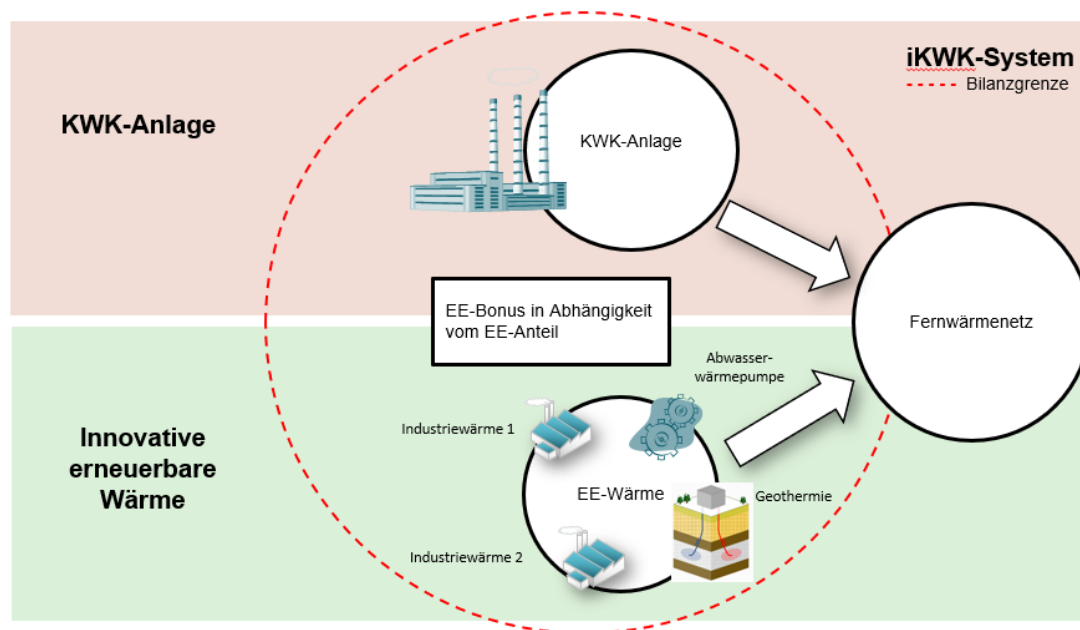 iKWK-System
Bilanzgrenze
KWK-Anlage
KWK-Anlage
EE-Bonus in Abhängigkeit
vom EE-Anteil
Fernwärmenetz
Abwasser-
wärmepumpe
Innovative
erneuerbare
Wärme
Industriewärme 1
EE-Wärme
Geothermie
Industriewärme 2